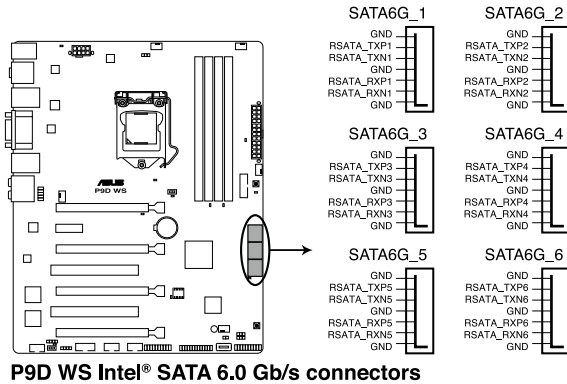 SATA6G_1
GND
RSATA_TXP1
RSATA_TXN1
GND
RSATA_RXP1
RSATA_RXN1
GND
SATA6G_2
GND
RSATA_TXP2
RSATA_TXN2
GND
RSATA_RXP2
RSATA_RXN2
GND
SATA6G_3
GND
RSATA_TXP3
RSATA_TXN3
GND
RSATA_RXP3
RSATA_RXN3
GND
SATA6G_4
GND
RSATA_TXP4
RSATA_TXN4
GND
RSATA_RXP4
RSATA_RXN4
GND
SATA6G_5
GND
RSATA_TXP5
RSATA_TXN5
GND
RSATA_RXP5
RSATA_RXN5
GND
SATA6G_6
GND
RSATA_TXP6
RSATA_TXN6
GND
RSATA_RXP6
RSATA_RXN6
GND
ASUS
P9D WS
P9D WS Intel® SATA 6.0 Gb/s connectors